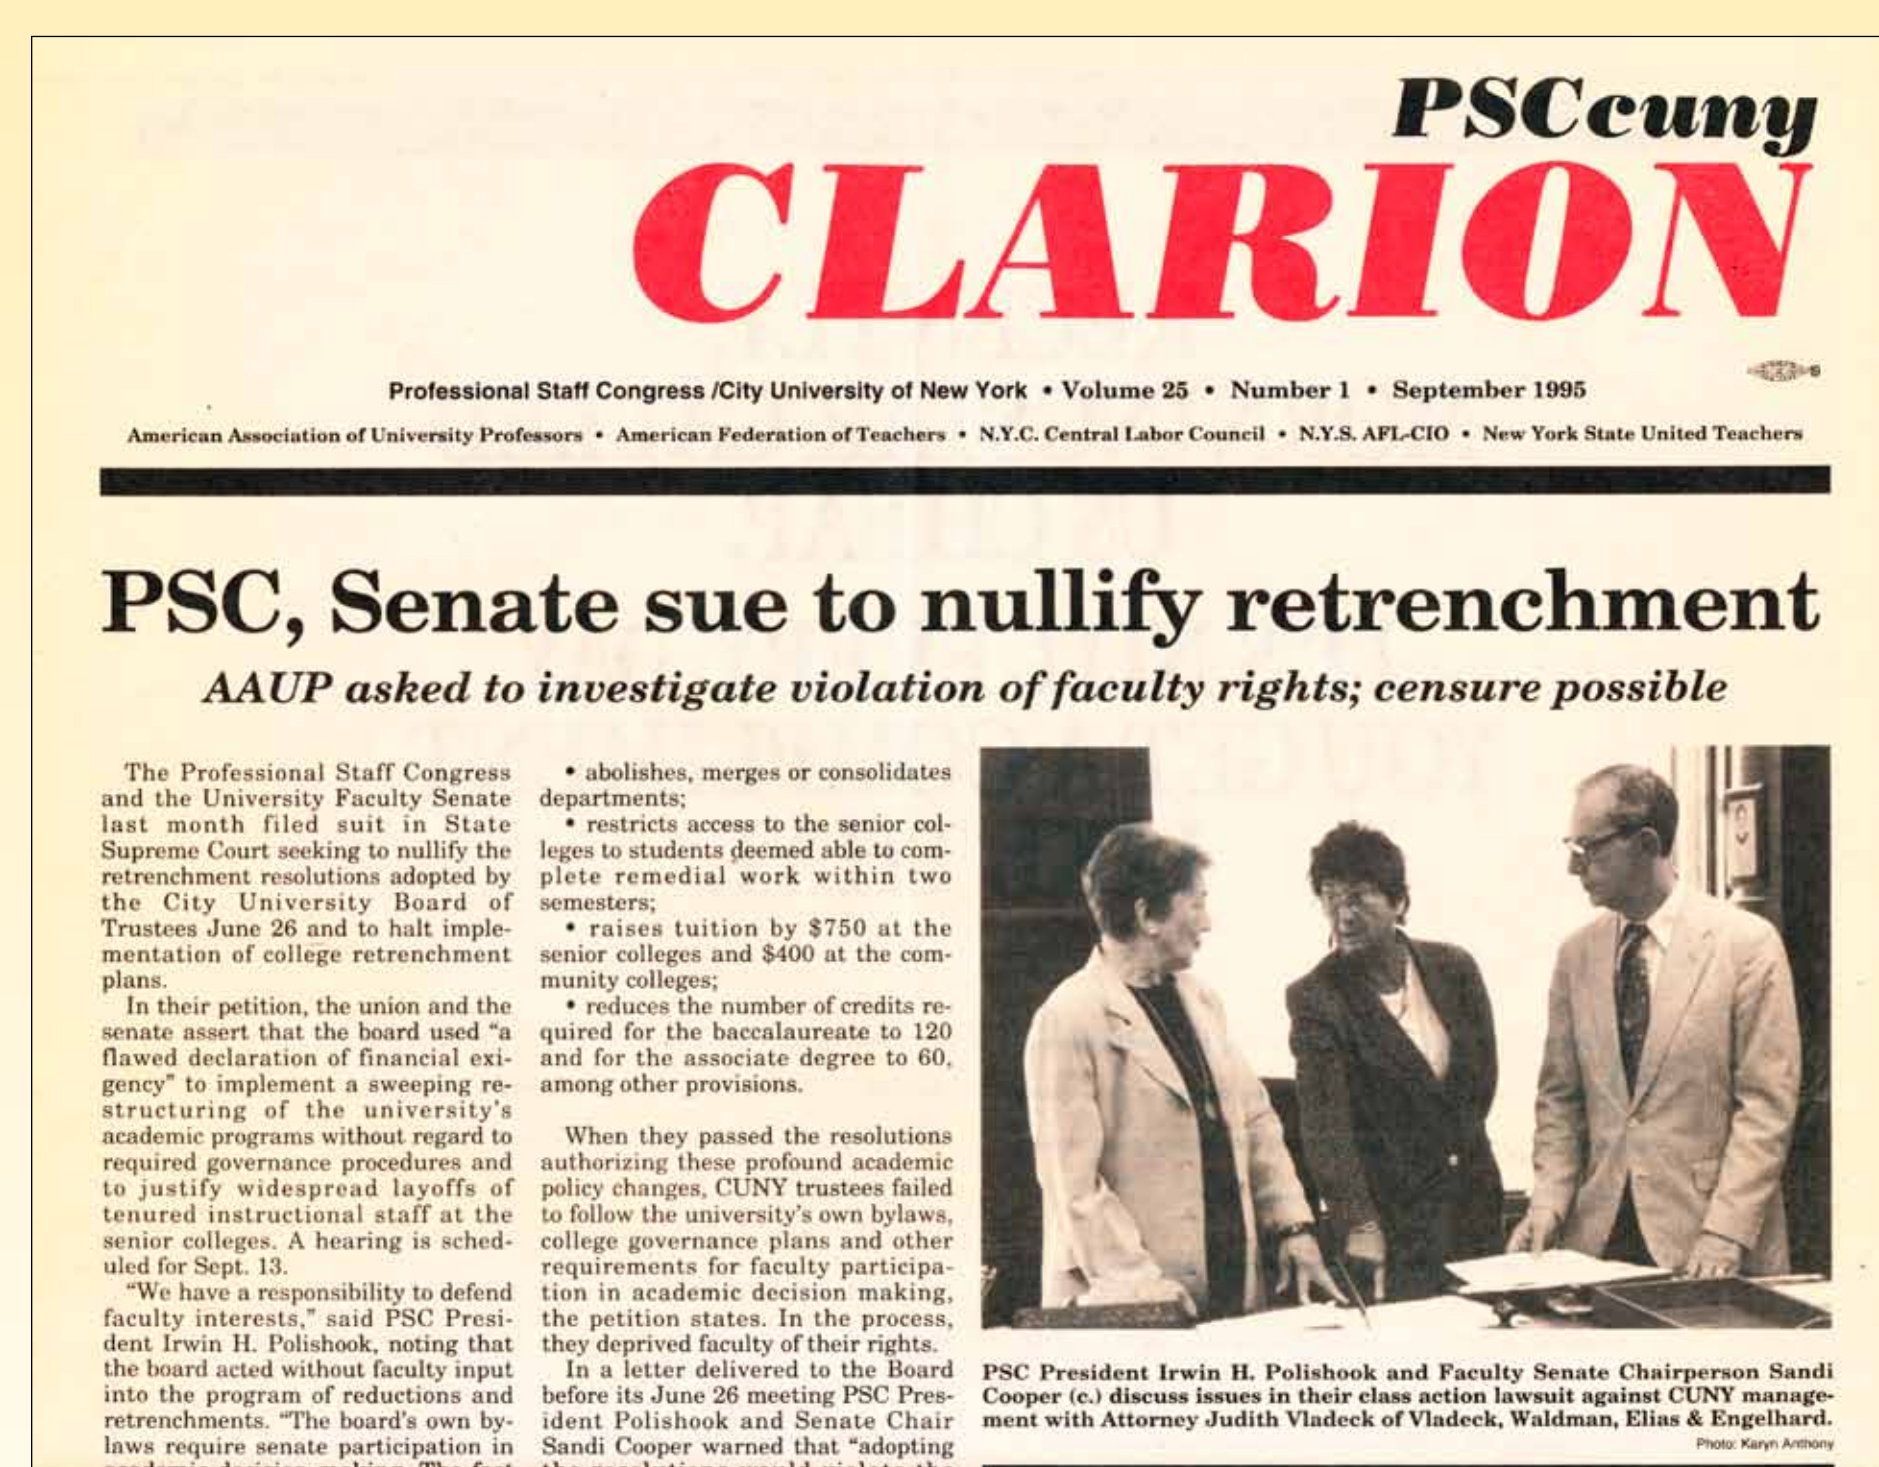 PSCcuny
CLARION
Professional Staff Congress /City University of New York • Volume 25 • Number 1 • September 1995
American Association of University Professors • American Federation of Teachers • N.Y.C. Central Labor Council • N.Y.S. AFL-CIO • New York State United Teachers
PSC, Senate sue to nullify retrenchment
AAUP asked to investigate violation of faculty rights; censure possible
The Professional Staff Congress
and the University Faculty Senate
last month filed suit in State
Supreme Court seeking to nullify the
retrenchment resolutions adopted by
the City University Board of
Trustees June 26 and to halt imple-
mentation of college retrenchment
plans.
In their petition, the union and the
senate assert that the board used “a
flawed declaration of financial exi-
gency” to implement a sweeping re-
structuring of the university's
academic programs without regard to
required governance procedures and
to justify widespread layoffs of
tenured instructional staff at the
senior colleges. A hearing is sched-
uled for Sept. 13.
“We have a responsibility to defend
faculty interests,” said PSC Presi-
dent Irwin H. Polishook, noting that
the board acted without faculty input
into the program of reductions and
retrenchments. “The board's own by-
laws require senate participation in
• abolishes, merges or consolidates
departments;
• restricts access to the senior col-
leges to students deemed able to com-
plete remedial work within two
semesters;
• raises tuition by $750 at the
senior colleges and $400 at the com-
munity colleges;
• reduces the number of credits re-
quired for the baccalaureate to 120
and for the associate degree to 60,
among other provisions.
When they passed the resolutions
authorizing these profound academic
policy changes, CUNY trustees failed
to follow the university's own bylaws,
college governance plans and other
requirements for faculty participa-
tion in academic decision making,
the petition states. In the process,
they deprived faculty of their rights.
In a letter delivered to the Board
before its June 26 meeting PSC Pres-
ident Polishook and Senate Chair
Sandi Cooper warned that “adopting
PSC President Irwin H. Polishook and Faculty Senate Chairperson Sandi
Cooper (c.) discuss issues in their class action lawsuit against CUNY manage-
ment with Attorney Judith Vladeck of Vladeck, Waldman, Elias & Engelhard.
Photo: Karyn Anthony